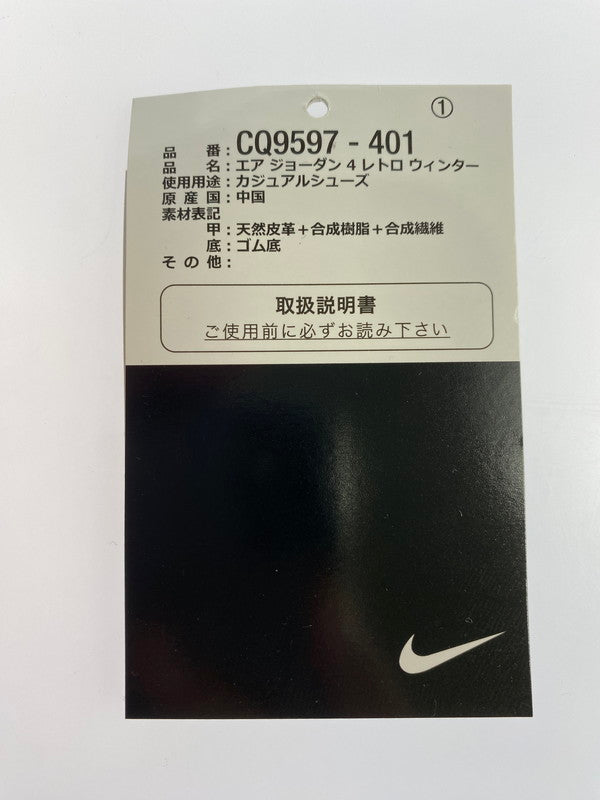 ①
品 番：CQ9597 - 401
品 名：エア ジョーダン 4 レトロ ウィンター
使用用途：カジュアルシューズ
原 産 国：中国
素材表記
甲：天然皮革＋合成樹脂＋合成繊維
底：ゴム底
そ の 他：
取扱説明書
ご使用前に必ずお読み下さい